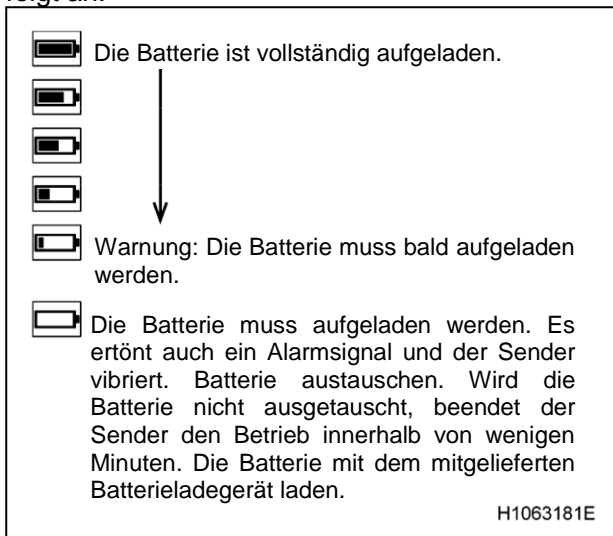 Die Batterie ist vollständig aufgeladen.
Warnung: Die Batterie muss bald aufgeladen
werden.
Die Batterie muss aufgeladen werden. Es
ertönt auch ein Alarmsignal und der Sender
vibriert. Batterie austauschen. Wird die
Batterie nicht ausgetauscht, beendet der
Sender den Betrieb innerhalb von wenigen
Minuten. Die Batterie mit dem mitgelieferten
Batterieladegerät laden.
H1063181E